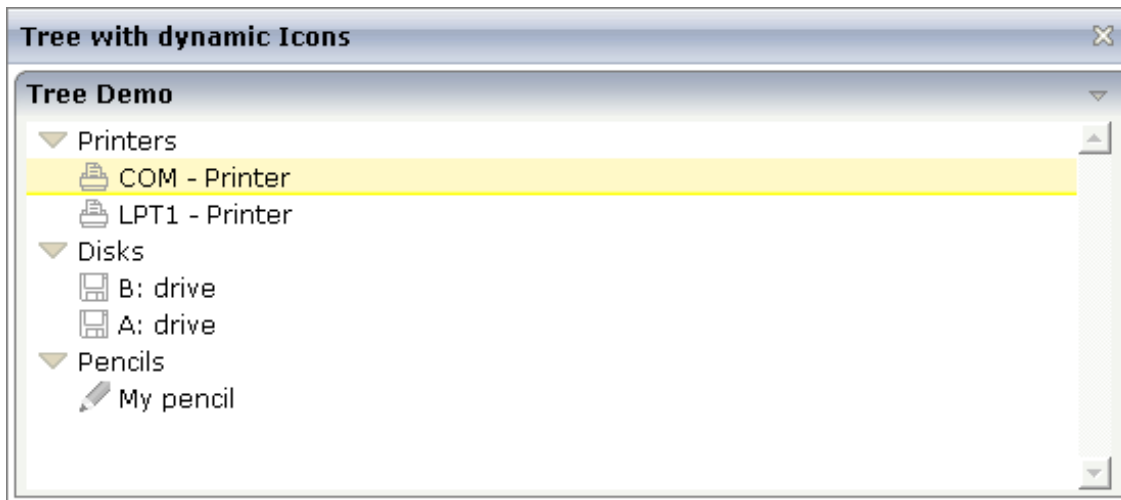 Tree with dynamic Icons
Tree Demo
Printers
COM - Printer
LPT1 - Printer
Disks
B: drive
A: drive
Pencils
My pencil